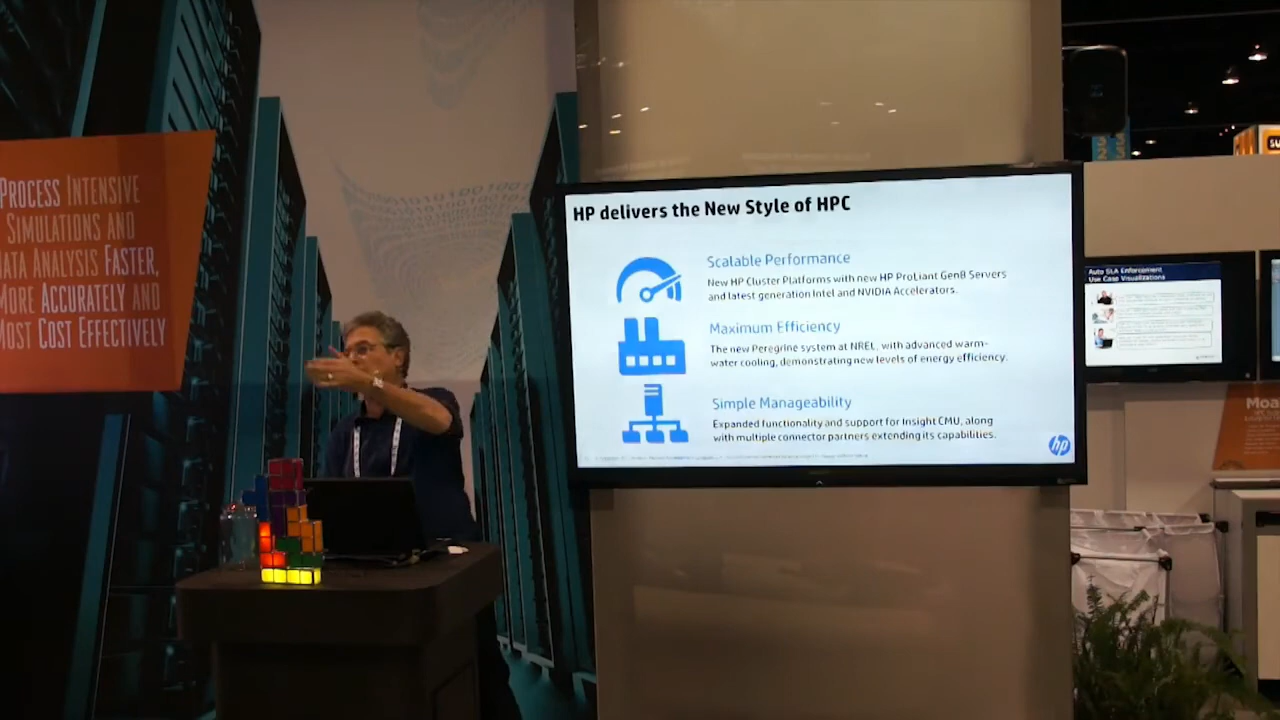 PROCESS INTENSIVE
SIMULATIONS AND
DATA ANALYSIS FASTER,
MORE ACCURATELY AND
MOST COST EFFECTIVELY
HP delivers the New Style of HPC
Scalable Performance
New HP Cluster Platforms with new HP ProLiant Gen8 Servers
and latest generation Intel and NVIDIA Accelerators.
Maximum Efficiency
The new Peregrine system at NREL, with advanced warm-
water cooling, demonstrating new levels of energy efficiency.
Simple Manageability
Expanded functionality and support for Insight CMU, along
with multiple connector partners extending its capabilities.
hp
Auto SLA Enforcement
Use Case Visualizations
Moa
SU